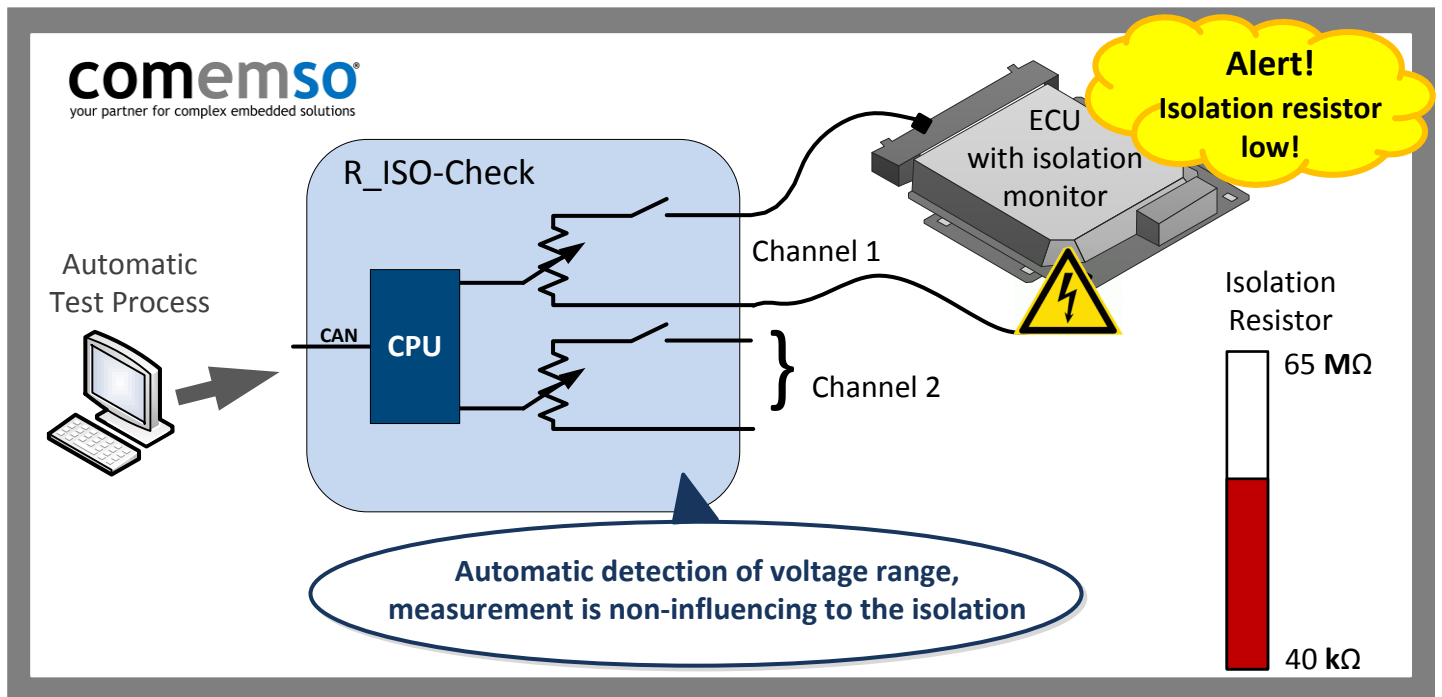 comemso®
your partner for complex embedded solutions
Alert!
Isolation resistor
low!
ECU
with isolation
monitor
R_ISO-Check
Channel 1
Automatic
Test Process
CAN
CPU
Channel 2
Isolation
Resistor
65 MΩ
40 kΩ
Automatic detection of voltage range,
measurement is non-influencing to the isolation